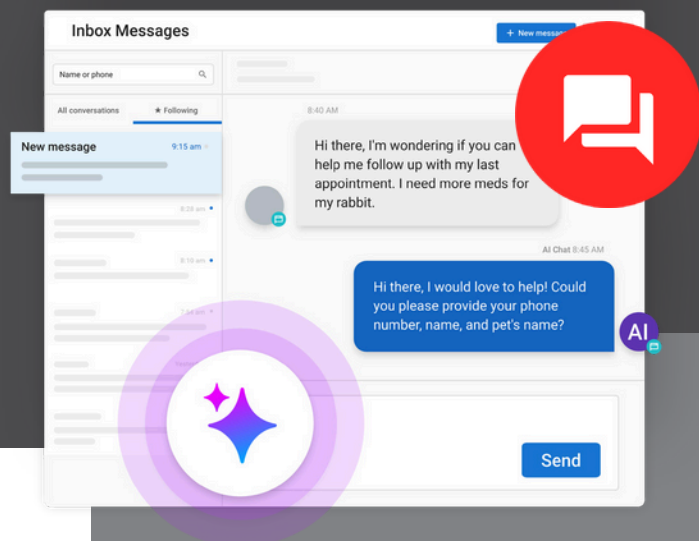 Inbox Messages
+ New message
Name or phone
All conversations
★ Following
New message
9:15 am
8:28 am
8:10 am
7:54 am
8:40 AM
Hi there, I'm wondering if you can
help me follow up with my last
appointment. I need more meds for
my rabbit.
AI Chat 8:45 AM
Hi there, I would love to help! Could
you please provide your phone
number, name, and pet's name?
AI
Send